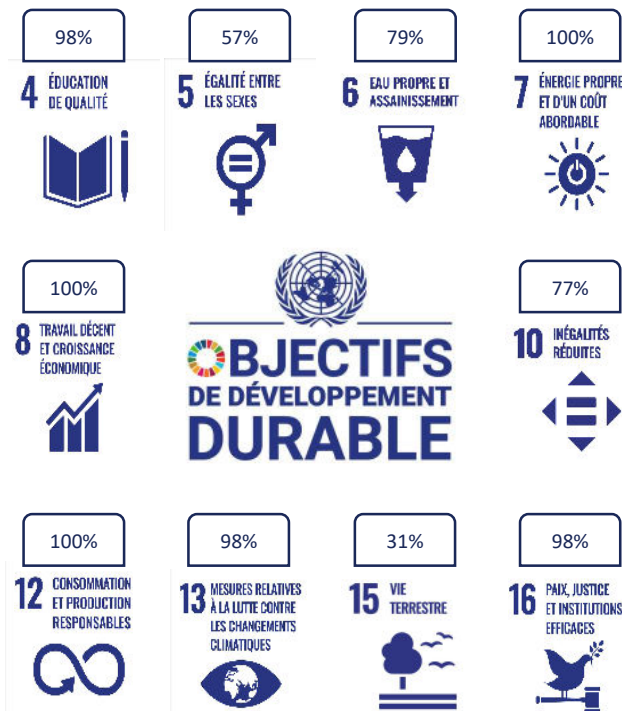 98%
4 ÉDUCATION
DE QUALITÉ
57%
5 ÉGALITÉ ENTRE
LES SEXES
79%
6 EAU PROPRE ET
ASSAINISSEMENT
100%
7 ÉNERGIE PROPRE
ET D'UN COÛT
ABORDABLE
100%
8 TRAVAIL DÉCENT
ET CROISSANCE
ÉCONOMIQUE
OBJECTIFS
DE DÉVELOPPEMENT
DURABLE
77%
10 INÉGALITÉS
RÉDUITES
100%
12 CONSOMMATION
ET PRODUCTION
RESPONSABLES
98%
13 MESURES RELATIVES
À LA LUTTE CONTRE
LES CHANGEMENTS
CLIMATIQUES
31%
15 VIE
TERRESTRE
98%
16 PAIX, JUSTICE
ET INSTITUTIONS
EFFICACES